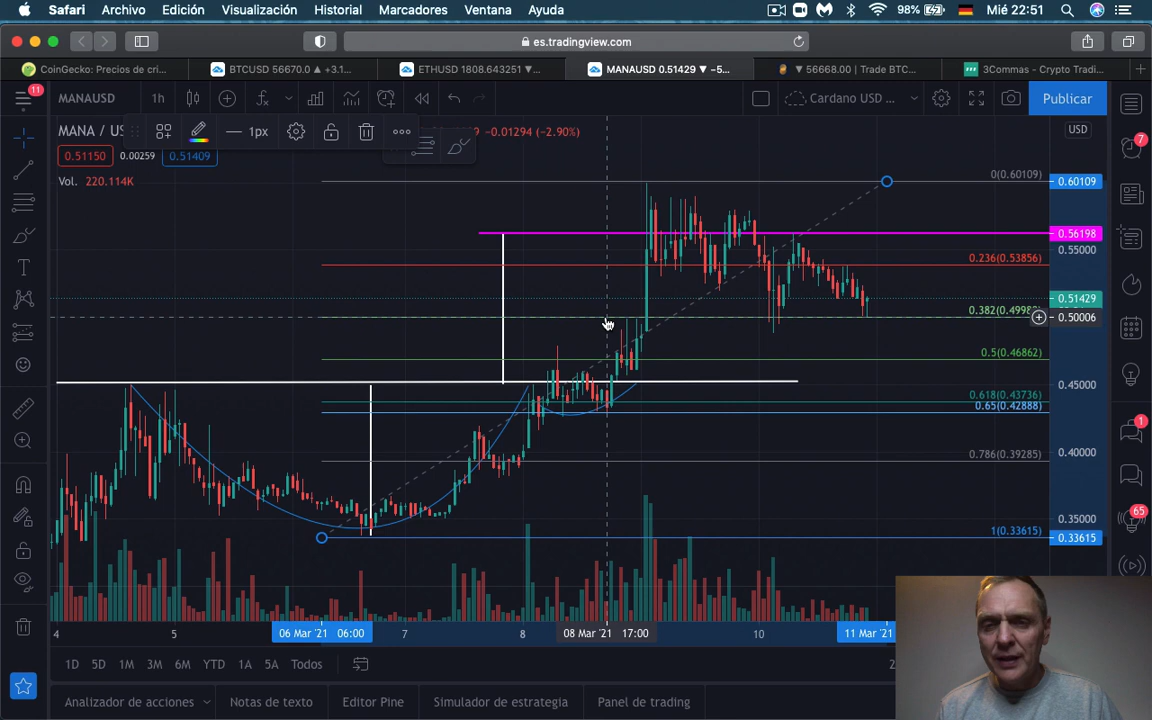 Safari Archivo Edición Visualización Historial Marcadores Ventana Ayuda 98% Mié 22:51
es.tradingview.com
CoinGecko: Precios de cri... BTCUSD 56670.0 ▲ +3.1... ETHUSD 1808.643251 ▼... MANAUSD 0.51429 ▼ −5... ▼ 56668.00 | Trade BTC... 3Commas - Crypto Tradi...
11 MANAUSD 1h Cardano USD ... Publicar
MANA / US 1px −0.01294 (−2.90%) USD
0.51150 0.00259 0.51409 7
Vol. 220.114K
0(0.60109) 0.60109
0.56198
0.55000
0.236(0.53856)
0.51429
0.382(0.4998 0.50006
0.5(0.46862)
0.45000
0.618(0.43736)
0.65(0.42888)
1
0.786(0.39285) 0.40000
0.35000 65
1(0.33615) 0.33615
4 5 06 Mar '21 06:00 7 8 08 Mar '21 17:00 10 11 Mar '21
1D 5D 1M 3M 6M YTD 1A 5A Todos
Analizador de acciones Notas de texto Editor Pine Simulador de estrategia Panel de trading